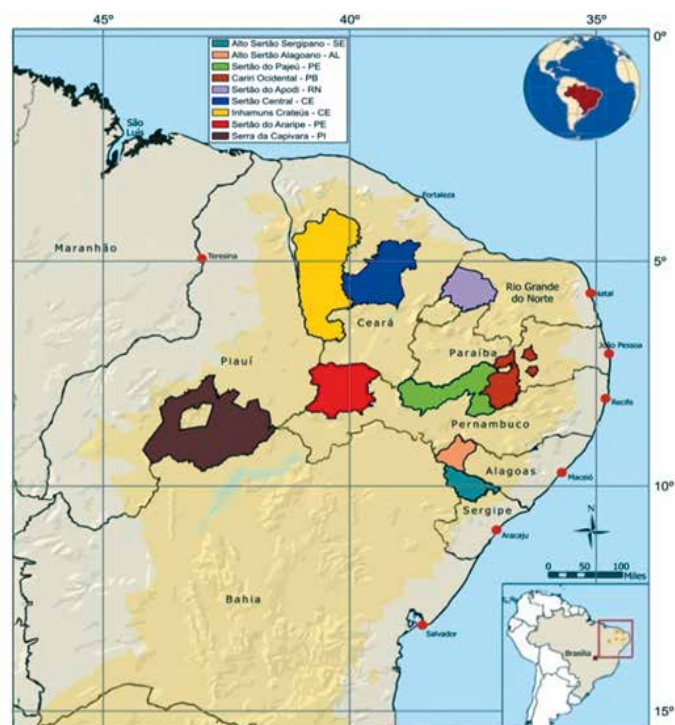 45°
40°
35°
0°
Alto Sertão Sergipano - SE
Alto Sertão Alagoano - AL
Sertão do Pajeú - PE
Cariri Ocidental - PB
Sertão do Apodi - RN
Sertão Central - CE
Inhamuns Crateús - CE
Sertão do Araripe - PE
Serra da Capivara - PI
São
Luis
Fortaleza
Maranhão
Teresina
5°
Rio Grande
do Norte
Natal
Ceará
João Pessoa
Paraíba
Piauí
Recife
Pernambuco
Alagoas
Maceió
10°
Sergipe
N
Aracaju
0 50 100
Miles
Bahia
Brasília
Salvador
15°